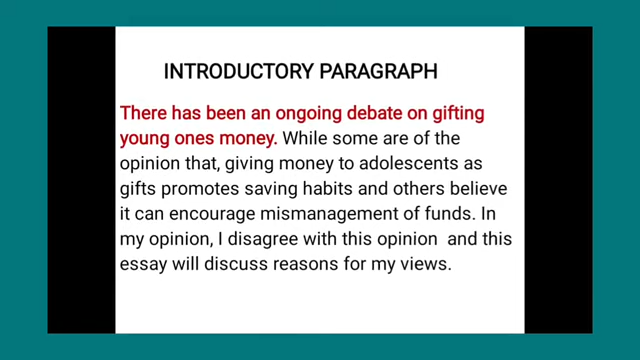 INTRODUCTORY PARAGRAPH
There has been an ongoing debate on gifting
young ones money. While some are of the
opinion that, giving money to adolescents as
gifts promotes saving habits and others believe
it can encourage mismanagement of funds. In
my opinion, I disagree with this opinion and this
essay will discuss reasons for my views.